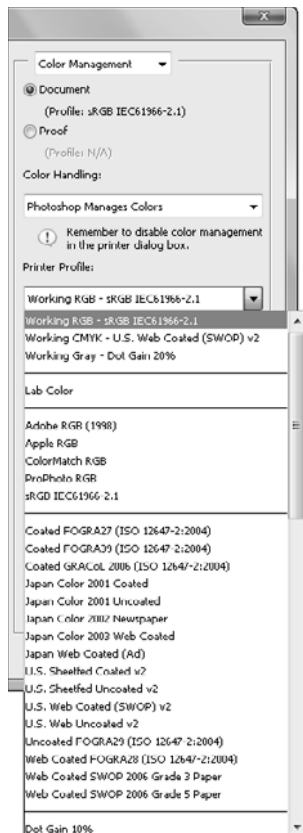 Color Management
Document
(Profile: sRGB IEC61966-2.1)
Proof
(Profile: N/A)
Color Handling:
Photoshop Manages Colors
Remember to disable color management
in the printer dialog box.
Printer Profile:
Working RGB - sRGB IEC61966-2.1
Working RGB - sRGB IEC61966-2.1
Working CMYK - U.S. Web Coated (SWOP) v2
Working Gray - Dot Gain 20%
Lab Color
Adobe RGB (1998)
Apple RGB
ColorMatch RGB
ProPhoto RGB
sRGB IEC61966-2.1
Coated FOGRA27 (ISO 12647-2:2004)
Coated FOGRA39 (ISO 12647-2:2004)
Coated GRACoL 2006 (ISO 12647-2:2004)
Japan Color 2001 Coated
Japan Color 2001 Uncoated
Japan Color 2002 Newspaper
Japan Color 2003 Web Coated
Japan Web Coated (Ad)
U.S. Sheetfed Coated v2
U.S. Sheetfed Uncoated v2
U.S. Web Coated (SWOP) v2
U.S. Web Uncoated v2
Uncoated FOGRA29 (ISO 12647-2:2004)
Web Coated FOGRA28 (ISO 12647-2:2004)
Web Coated SWOP 2006 Grade 3 Paper
Web Coated SWOP 2006 Grade 5 Paper
Dot Gain 10%